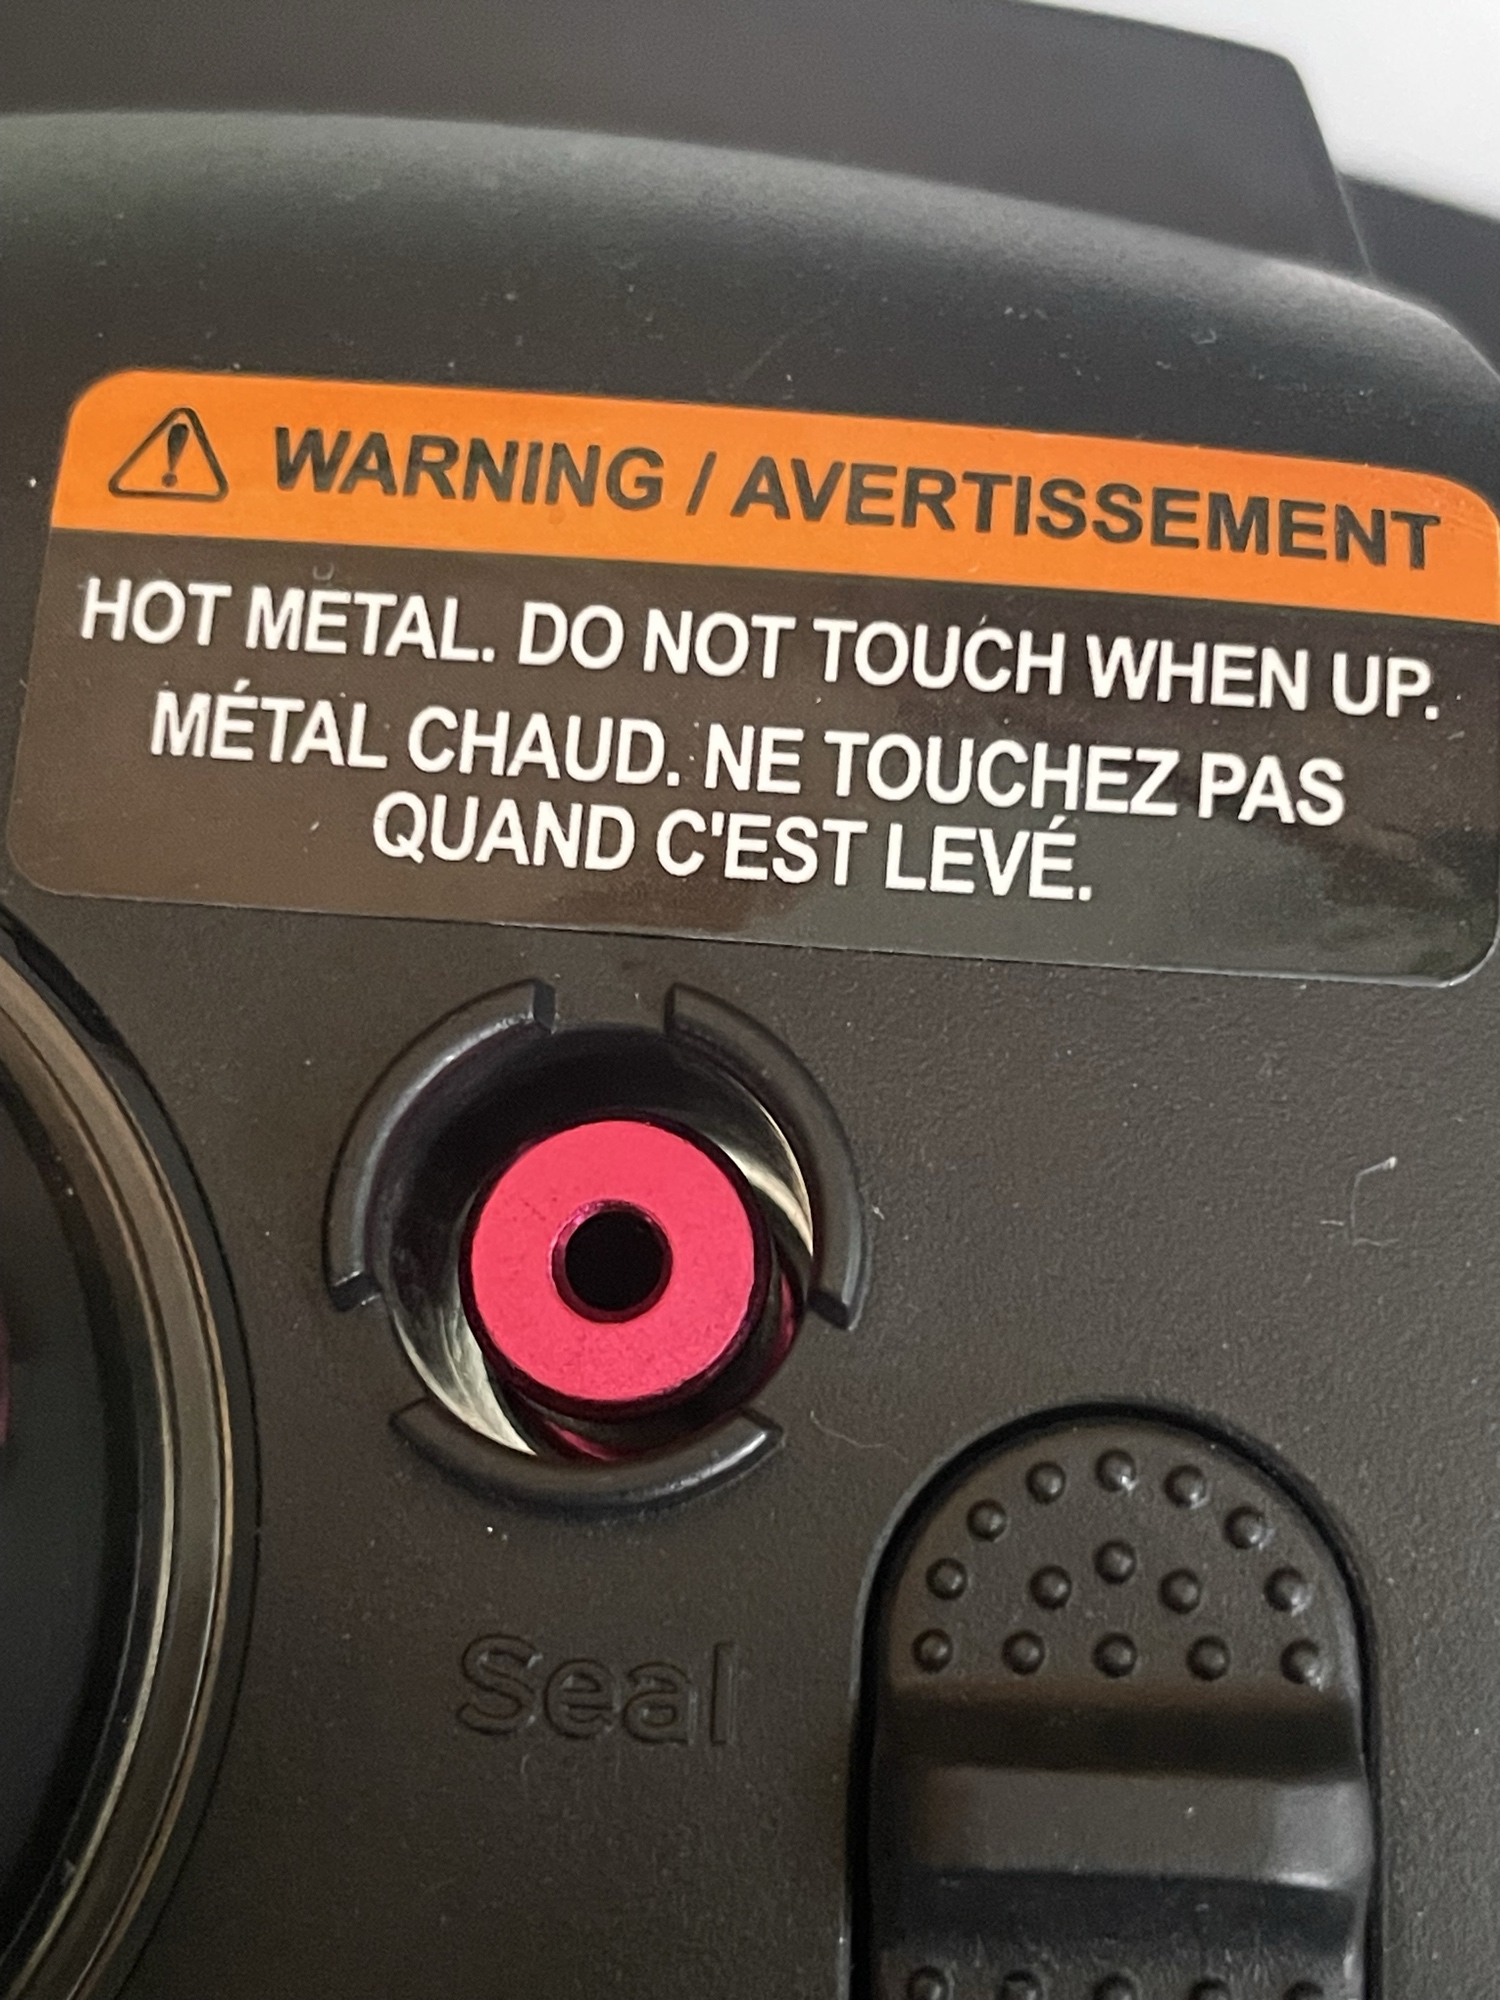 WARNING / AVERTISSEMENT
HOT METAL. DO NOT TOUCH WHEN UP.
MÉTAL CHAUD. NE TOUCHEZ PAS
QUAND C'EST LEVÉ.
Seal